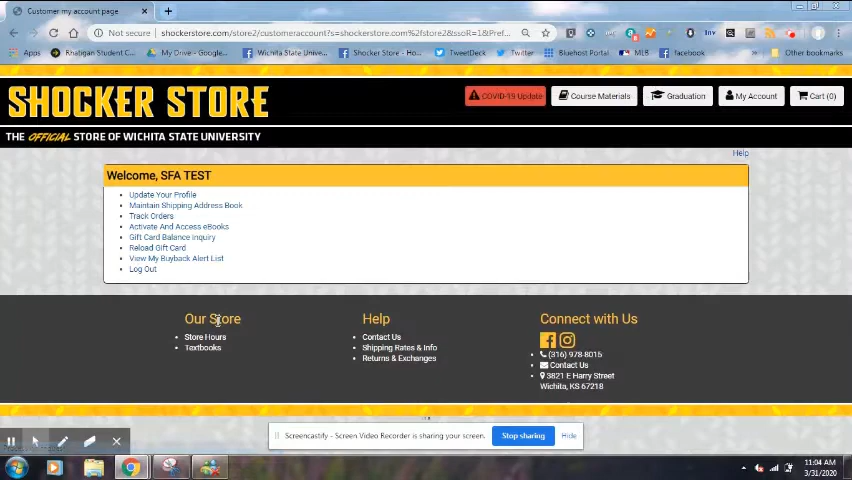 Customer my account page
Not secure | shockerstore.com/store2/customeraccount?s=shockerstore.com%2fstore2&ssoR=1&Pref...
Apps Rhatigan Student C... My Drive - Google... Wichita State Unive... Shocker Store - Ho... TweetDeck Twitter Bluehost Portal MLB facebook Other bookmarks
SHOCKER STORE
COVID-19 Update Course Materials Graduation My Account Cart (0)
THE OFFICIAL STORE OF WICHITA STATE UNIVERSITY
Help
Welcome, SFA TEST
Update Your Profile
Maintain Shipping Address Book
Track Orders
Activate And Access eBooks
Gift Card Balance Inquiry
Reload Gift Card
View My Buyback Alert List
Log Out
Our Store Help Connect with Us
Store Hours Contact Us
Textbooks Shipping Rates & Info
Returns & Exchanges
(316) 978-8015
Contact Us
3821 E Harry Street
Wichita, KS 67218
Screencastify - Screen Video Recorder is sharing your screen. Stop sharing Hide
11:04 AM
3/31/2020